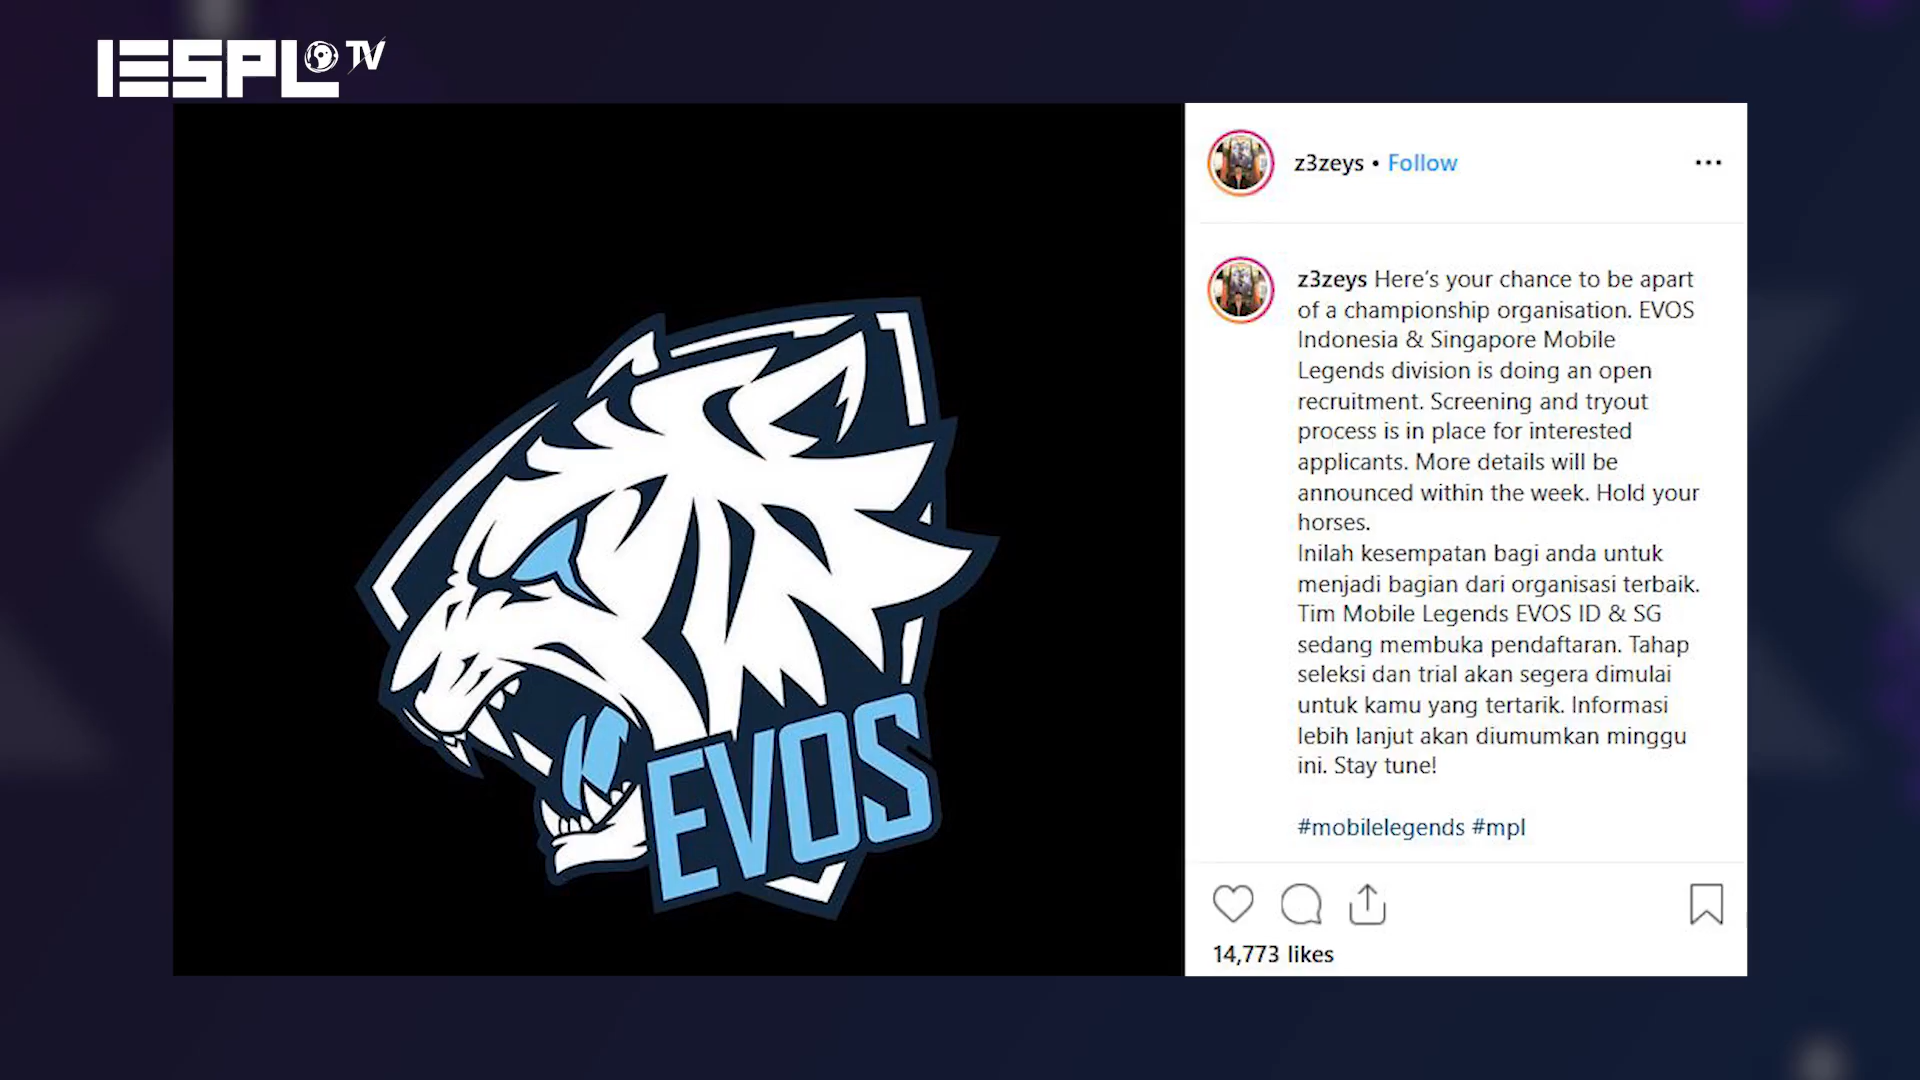 IESPL TV
z3zeys • Follow
z3zeys Here's your chance to be apart
of a championship organisation. EVOS
Indonesia & Singapore Mobile
Legends division is doing an open
recruitment. Screening and tryout
process is in place for interested
applicants. More details will be
announced within the week. Hold your
horses.
Inilah kesempatan bagi anda untuk
menjadi bagian dari organisasi terbaik.
Tim Mobile Legends EVOS ID & SG
sedang membuka pendaftaran. Tahap
seleksi dan trial akan segera dimulai
untuk kamu yang tertarik. Informasi
lebih lanjut akan diumumkan minggu
ini. Stay tune!
#mobilelegends #mpl
14,773 likes
EVOS